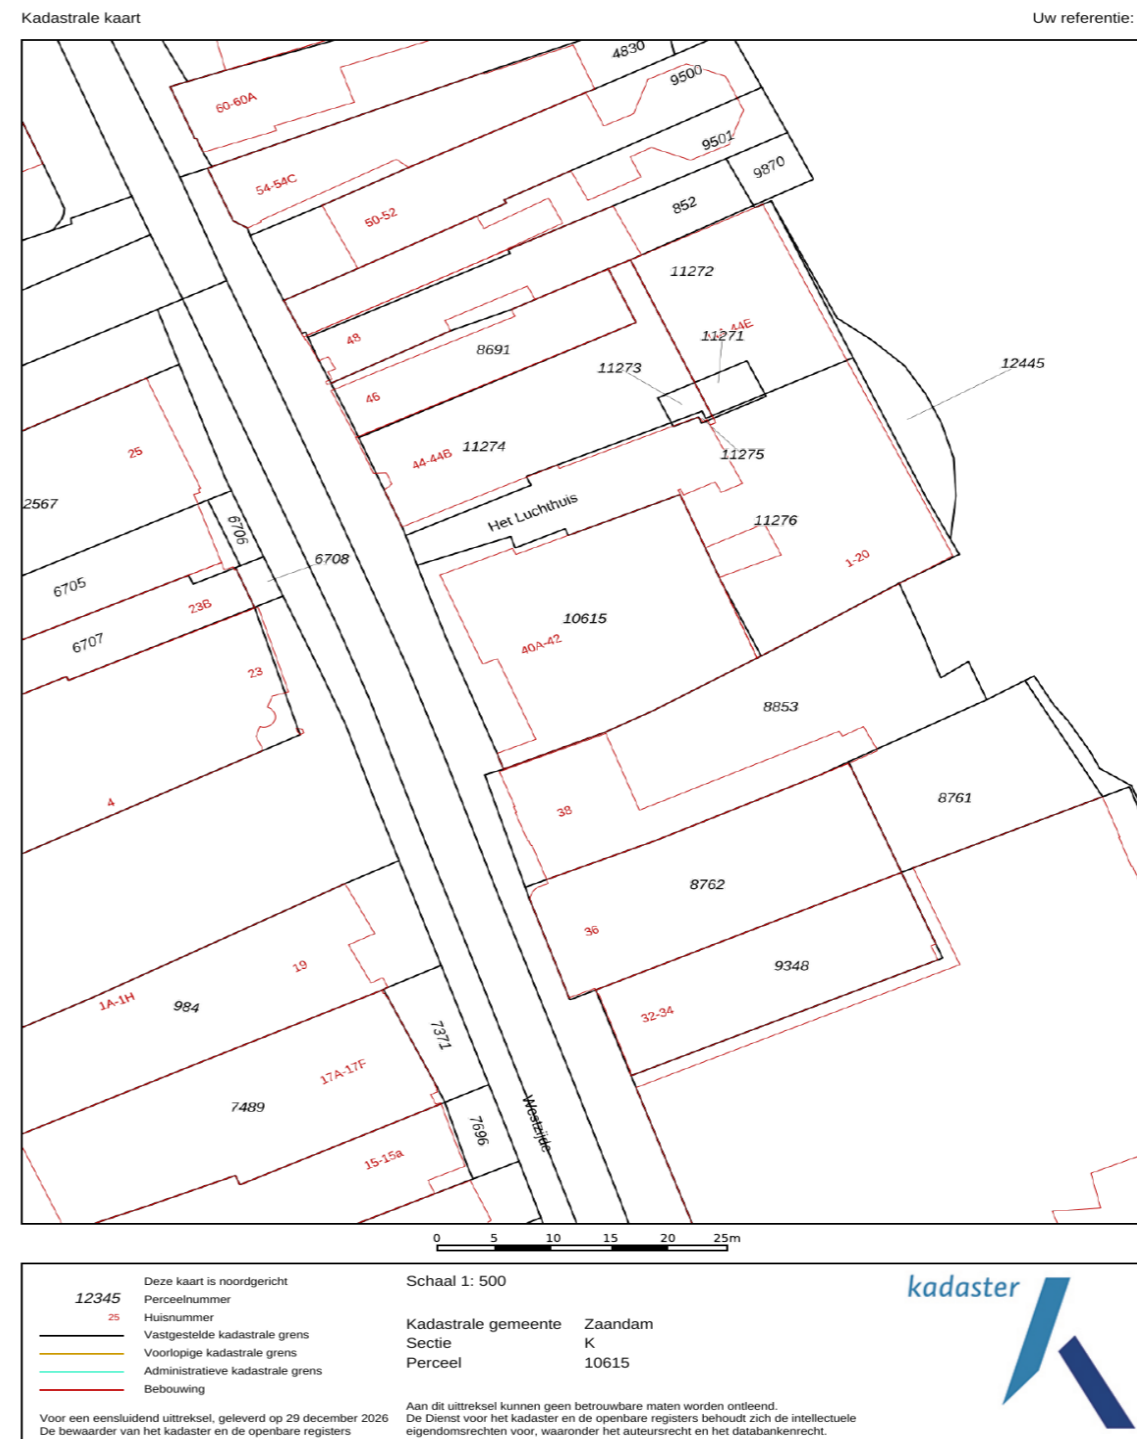 Kadastrale kaart
Uw referentie:
4830
9500
60-60A
9501
9870
54-54C
50-52
852
11272
44E
11271
48
8691
11273
12445
46
11274
44-44B
11275
25
Het Luchthuis
2567
11276
6706
6708
1-20
6705
23B
10615
6707
40A-42
23
8853
4
38
8761
8762
36
19
9348
1A-1H
984
32-34
7371
17A-17F
7489
7696
Westzijde
15-15a
0 5 10 15 20 25m
Deze kaart is noordgericht
12345 Perceelnummer
25 Huisnummer
Vastgestelde kadastrale grens
Voorlopige kadastrale grens
Administratieve kadastrale grens
Bebouwing
Voor een eensluidend uittreksel, geleverd op 29 december 2026
De bewaarder van het kadaster en de openbare registers
Schaal 1: 500
Kadastrale gemeente Zaandam
Sectie K
Perceel 10615
Aan dit uittreksel kunnen geen betrouwbare maten worden ontleend.
De Dienst voor het kadaster en de openbare registers behoudt zich de intellectuele
eigendomsrechten voor, waaronder het auteursrecht en het databankenrecht.
kadaster